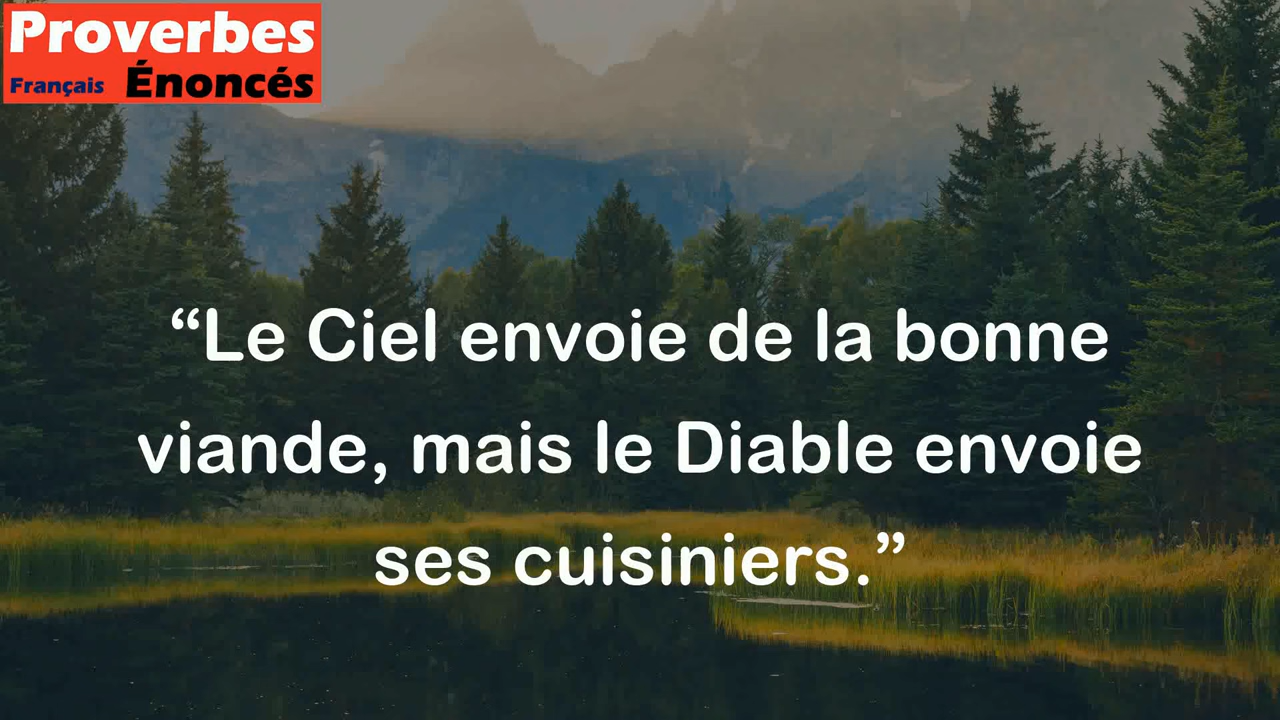 Proverbes
Français Énoncés
“Le Ciel envoie de la bonne
viande, mais le Diable envoie
ses cuisiniers.”